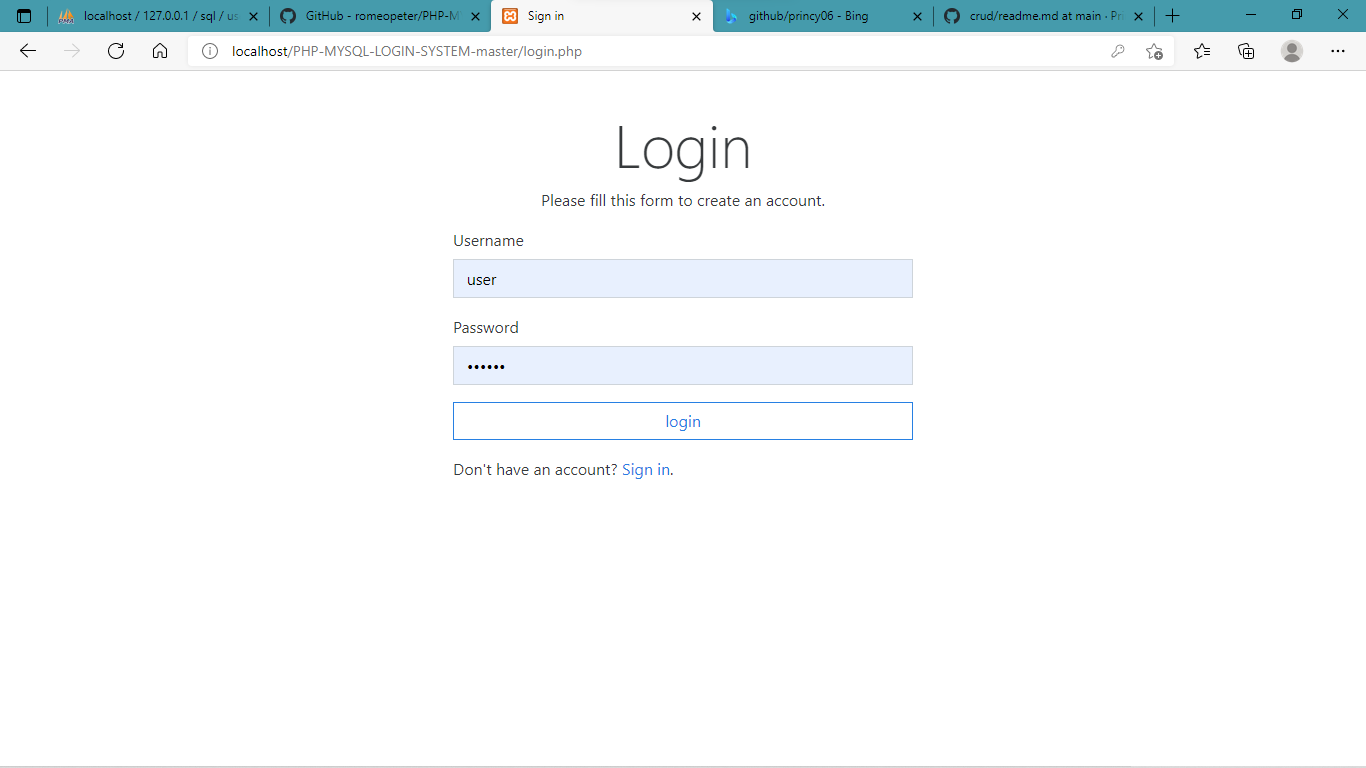 localhost / 127.0.0.1 / sql / us
GitHub - romeopeter/PHP-M
Sign in
github/princy06 - Bing
crud/readme.md at main · Pr
localhost/PHP-MYSQL-LOGIN-SYSTEM-master/login.php
Login
Please fill this form to create an account.
Username
user
Password
login
Don't have an account? Sign in.